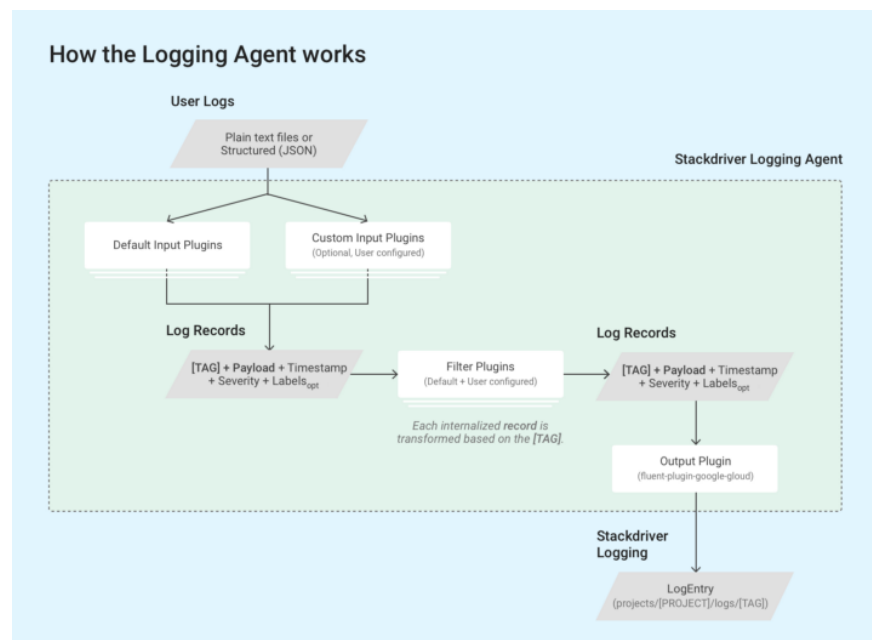 How the Logging Agent works
User Logs
Plain text files or
Structured (JSON)
Stackdriver Logging Agent
Default Input Plugins
Custom Input Plugins
(Optional, User configured)
Log Records
[TAG] + Payload + Timestamp
+ Severity + Labelsopt
Filter Plugins
(Default + User configured)
Each internalized record is
transformed based on the [TAG].
Log Records
[TAG] + Payload + Timestamp
+ Severity + Labelsopt
Output Plugin
(fluent-plugin-google-gloud)
Stackdriver
Logging
LogEntry
(projects/[PROJECT]/logs/[TAG])